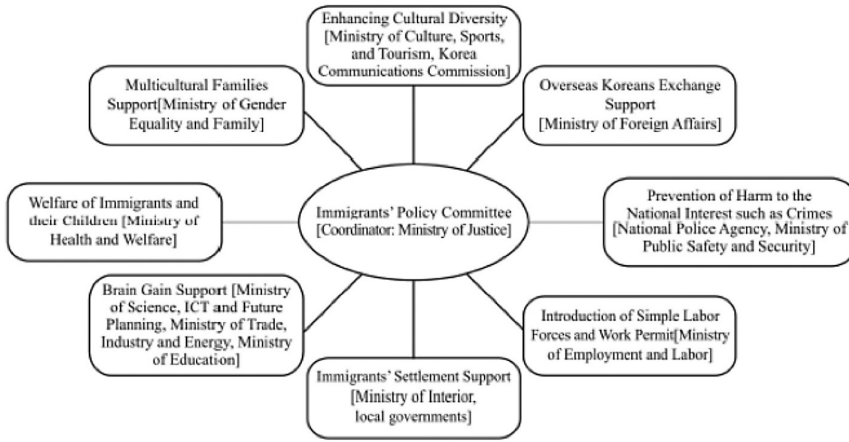 Enhancing Cultural Diversity
[Ministry of Culture, Sports,
and Tourism, Korea
Communications Commission]
Multicultural Families
Support[Ministry of Gender
Equality and Family]
Overseas Koreans Exchange
Support
[Ministry of Foreign Affairs]
Welfare of Immigrants and
their Children [Ministry of
Health and Welfare]
Immigrants' Policy Committee
[Coordinator: Ministry of Justice]
Prevention of Harm to the
National Interest such as Crimes
[National Police Agency, Ministry of
Public Safety and Security]
Brain Gain Support [Ministry
of Science, ICT and Future
Planning, Ministry of Trade,
Industry and Energy, Ministry
of Education]
Introduction of Simple Labor
Forces and Work Permit[Ministry
of Employment and Labor]
Immigrants' Settlement Support
[Ministry of Interior,
local governments]